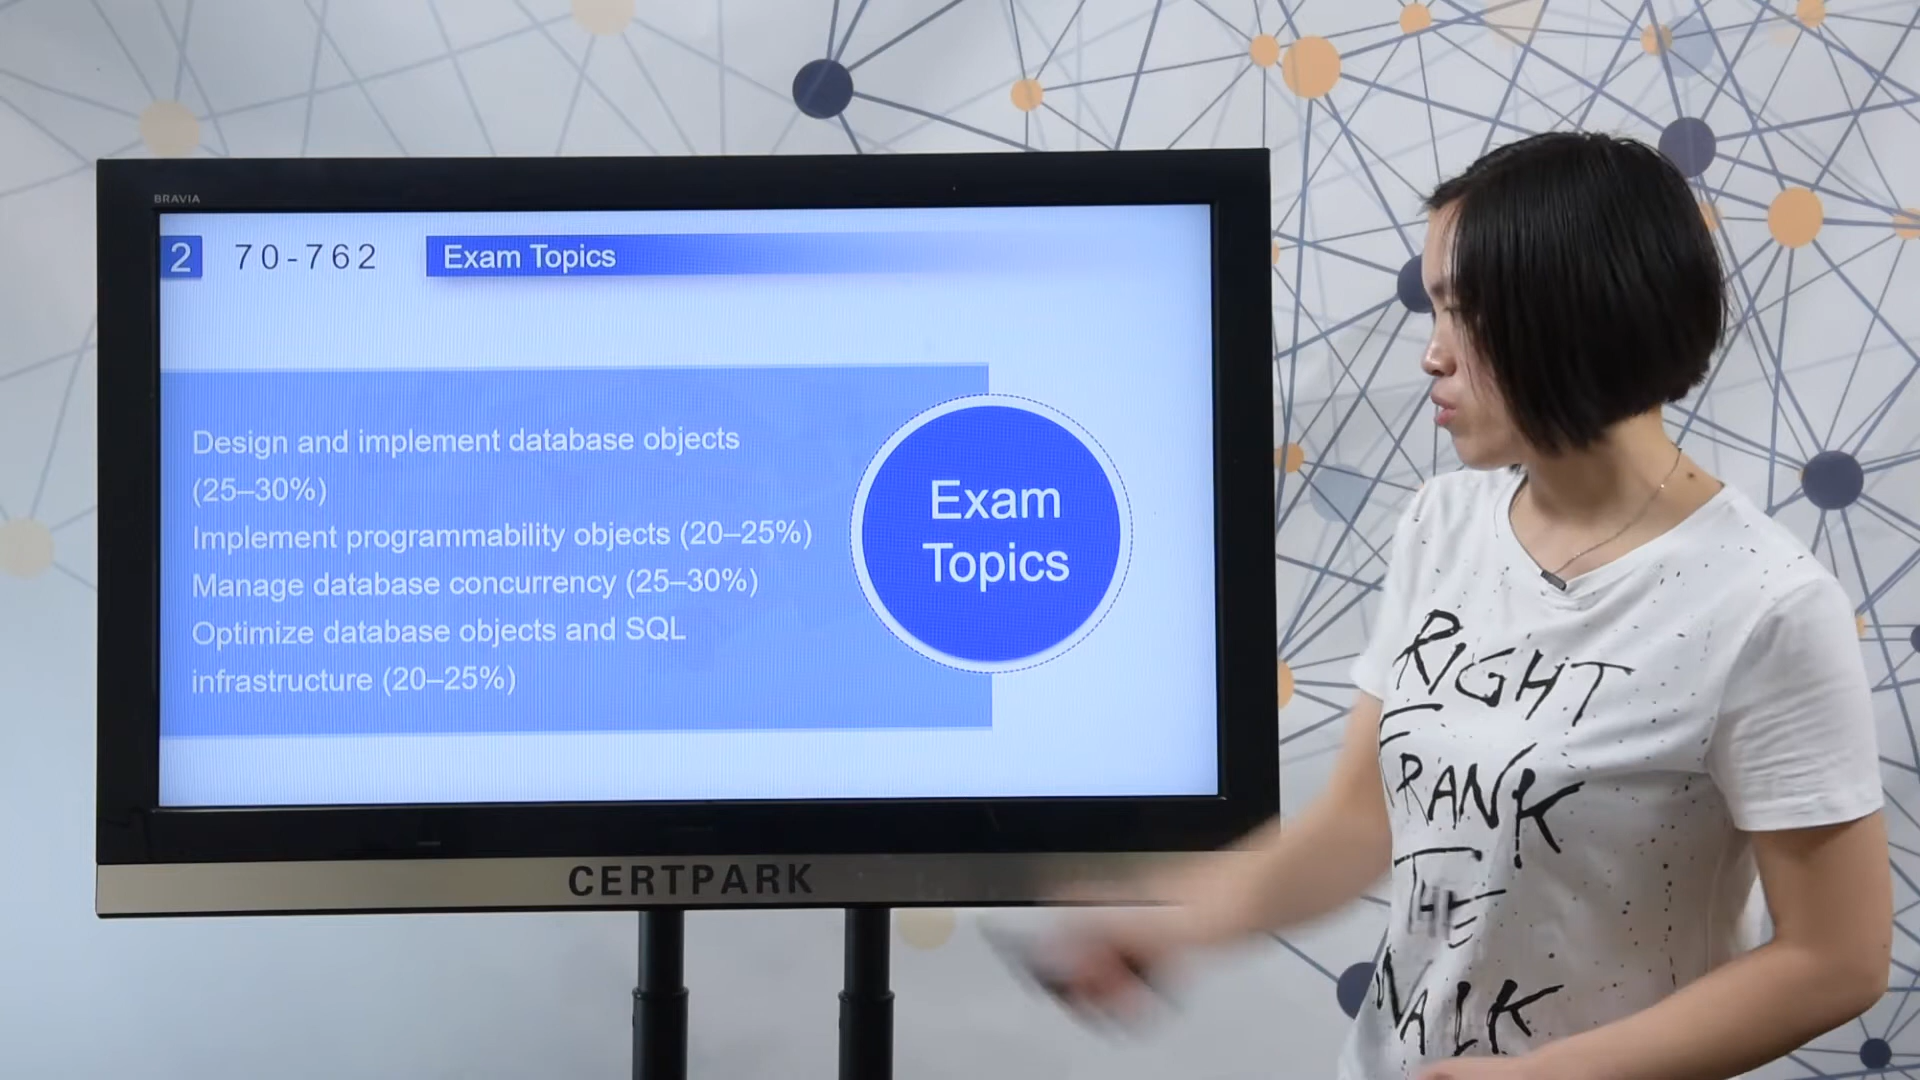 BRAVIA
2 70-762 Exam Topics
Design and implement database objects
(25–30%)
Implement programmability objects (20–25%)
Manage database concurrency (25–30%)
Optimize database objects and SQL
infrastructure (20–25%)
Exam
Topics
CERTPARK
RIGHT
FRANK
THE
WALK